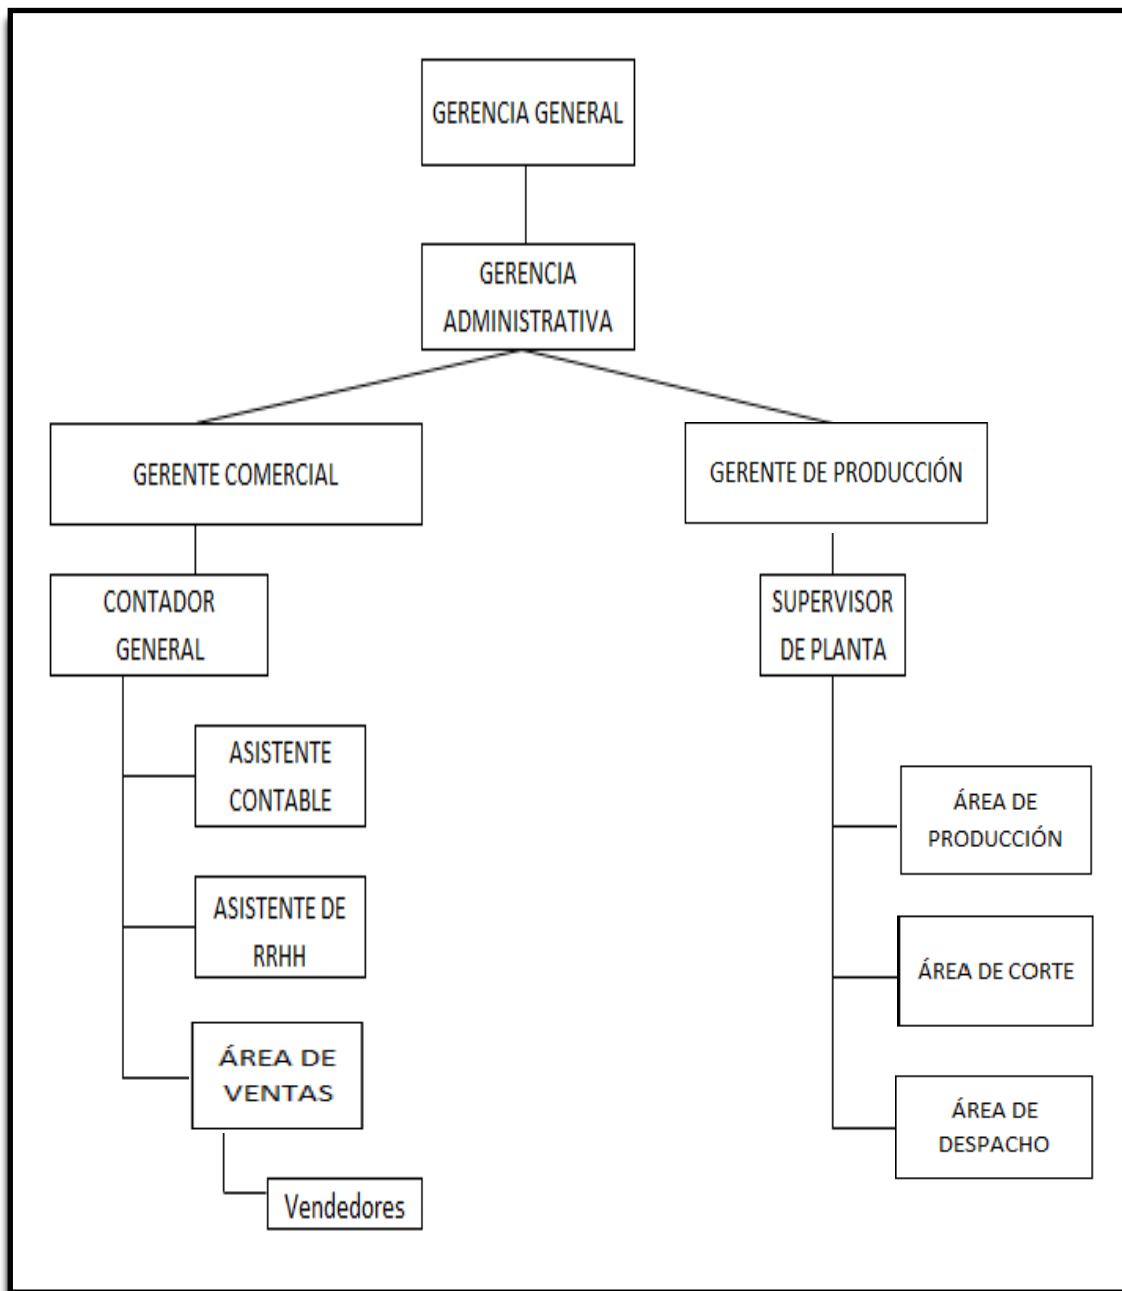 GERENCIA GENERAL
GERENCIA
ADMINISTRATIVA
GERENTE COMERCIAL
GERENTE DE PRODUCCIÓN
CONTADOR
GENERAL
SUPERVISOR
DE PLANTA
ASISTENTE
CONTABLE
ÁREA DE
PRODUCCIÓN
ASISTENTE DE
RRHH
ÁREA DE CORTE
ÁREA DE
VENTAS
ÁREA DE
DESPACHO
Vendedores